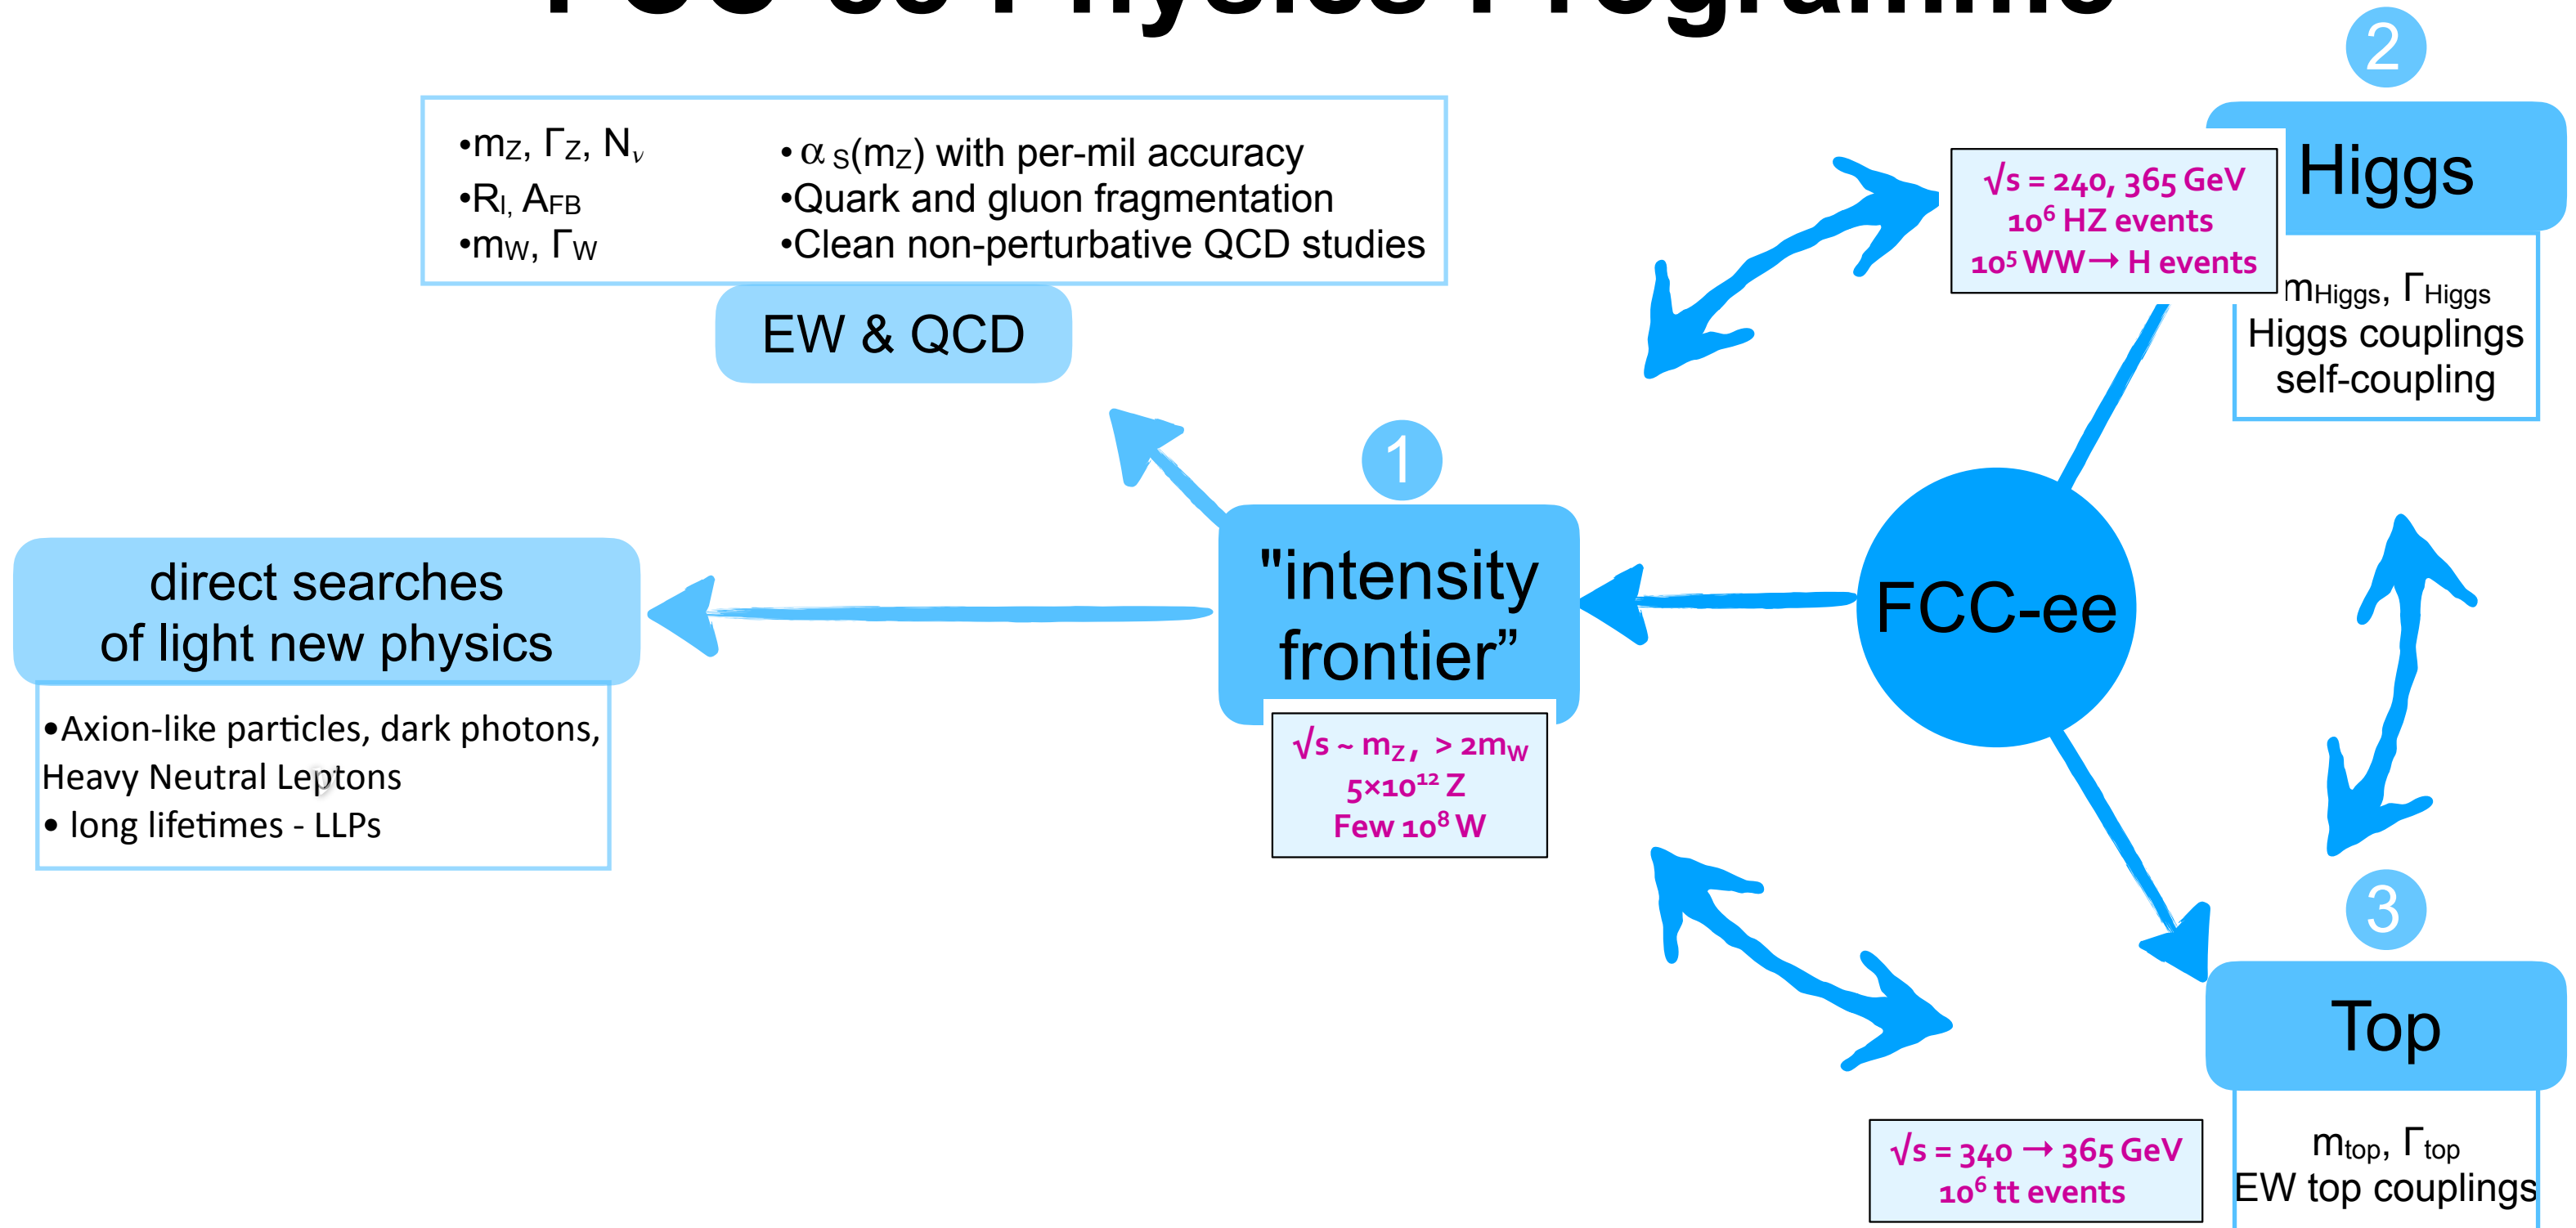 FCC-ee Physics Programme
2
•mZ, ΓZ, Nν
•Rl, AFB
•mW, ΓW
• αS(mZ) with per-mil accuracy
•Quark and gluon fragmentation
•Clean non-perturbative QCD studies
EW & QCD
√s = 240, 365 GeV
10⁶ HZ events
10⁵ WW→ H events
Higgs
mHiggs, ΓHiggs
Higgs couplings
self-coupling
1
"intensity
frontier”
√s ~ mZ, > 2mW
5×10¹² Z
Few 10⁸ W
FCC-ee
direct searches
of light new physics
•Axion-like particles, dark photons,
Heavy Neutral Leptons
• long lifetimes - LLPs
3
Top
√s = 340 → 365 GeV
10⁶ tt events
mtop, Γtop
EW top couplings